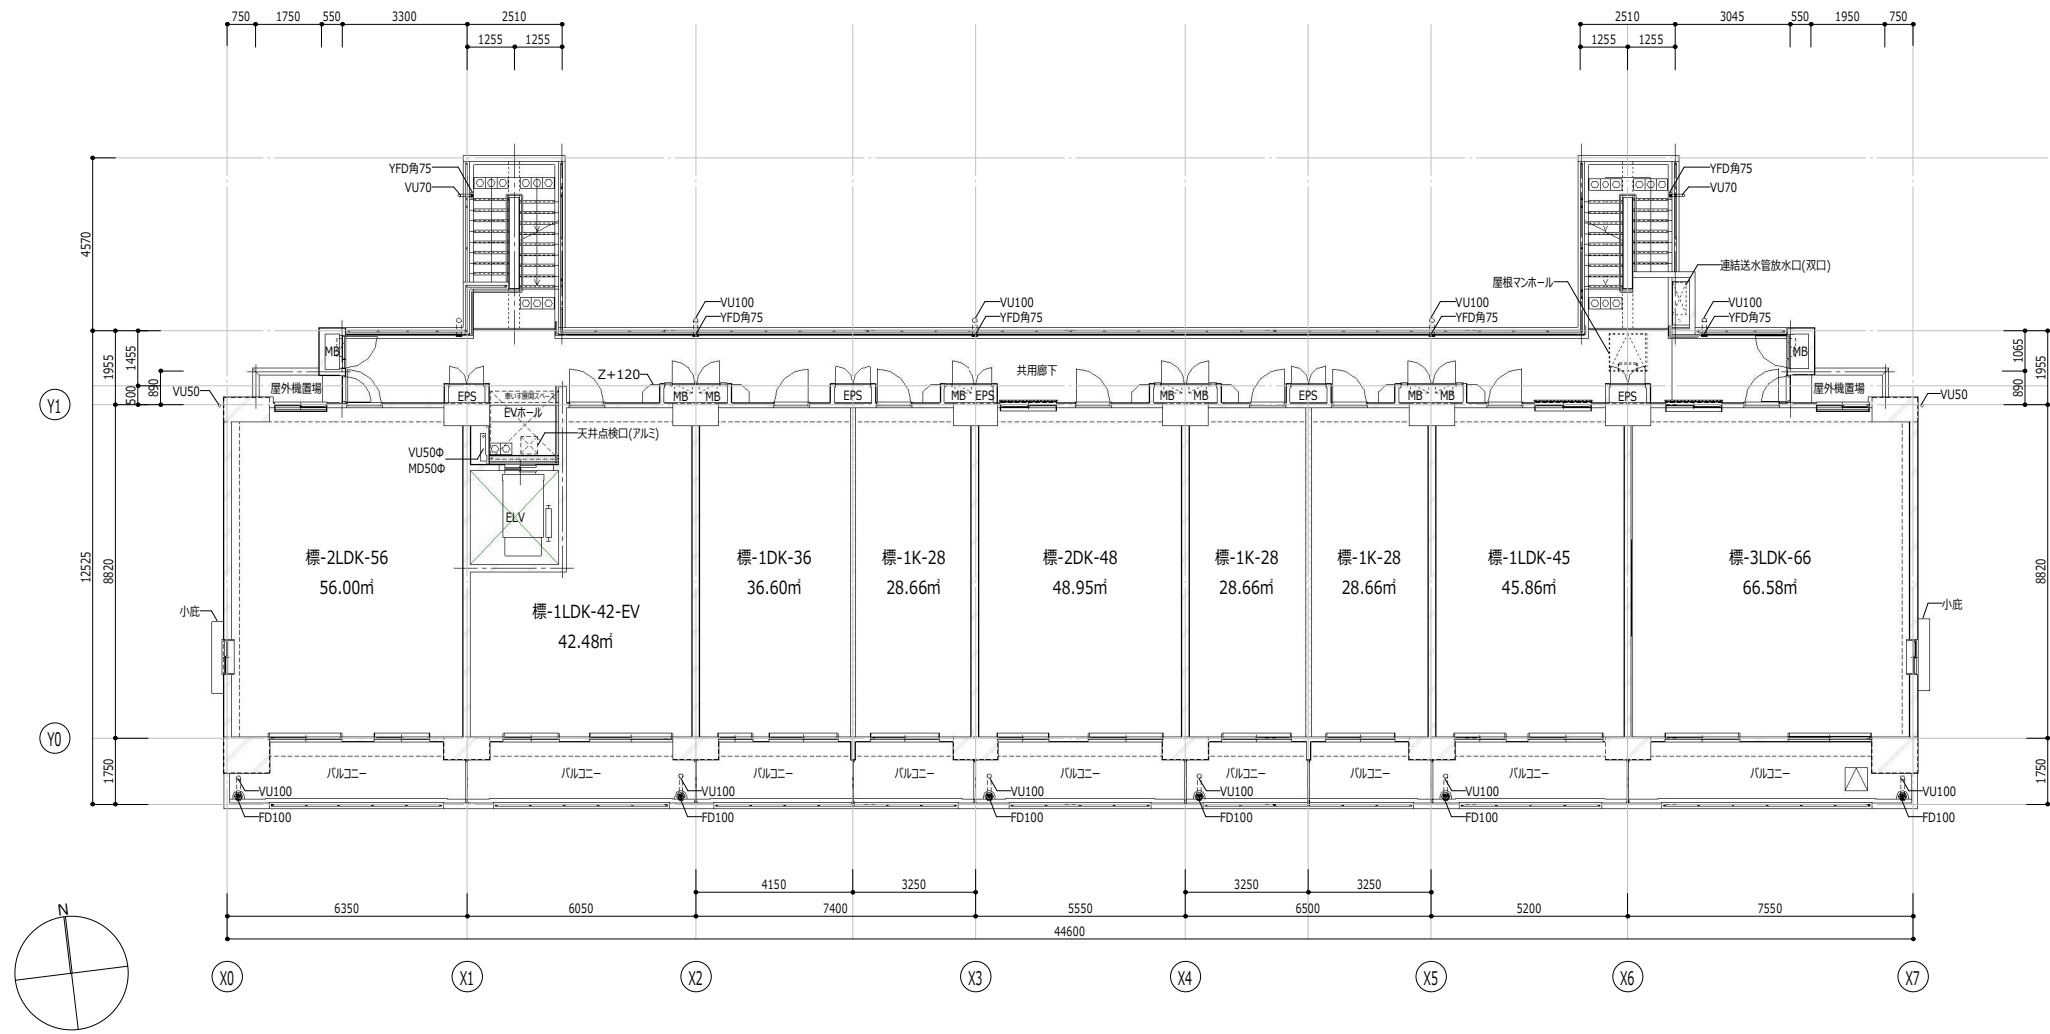 750 1750 550 3300 2510
1255 1255
2510 3045 550 1950 750
1255 1255
YFD角75
VU70
YFD角75
VU70
4570
連結送水管放水口(双口)
屋根マンホール
VU100
YFD角75
VU100
YFD角75
VU100
YFD角75
VU100
YFD角75
1955
1455
500
890
MB
屋外機置場
VU50
Z+120
共用廊下
MB
屋外機置場
1065
890
1955
VU50
Y1
EPS
車いす展開スペース
EVホール
MB MB
EPS
MB EPS
MB MB
EPS
MB MB
EPS
天井点検口(アルミ)
VU50Φ
MD50Φ
ELV
12525
8820
8820
標-2LDK-56
56.00㎡
標-1LDK-42-EV
42.48㎡
標-1DK-36
36.60㎡
標-1K-28
28.66㎡
標-2DK-48
48.95㎡
標-1K-28
28.66㎡
標-1K-28
28.66㎡
標-1LDK-45
45.86㎡
標-3LDK-66
66.58㎡
小庇
小庇
Y0
1750
1750
バルコニー バルコニー バルコニー バルコニー バルコニー バルコニー バルコニー バルコニー バルコニー
VU100 VU100 VU100 VU100 VU100 VU100
FD100 FD100 FD100 FD100 FD100 FD100
4150 3250 3250 3250
6350 6050 7400 5550 6500 5200 7550
44600
N
X0 X1 X2 X3 X4 X5 X6 X7